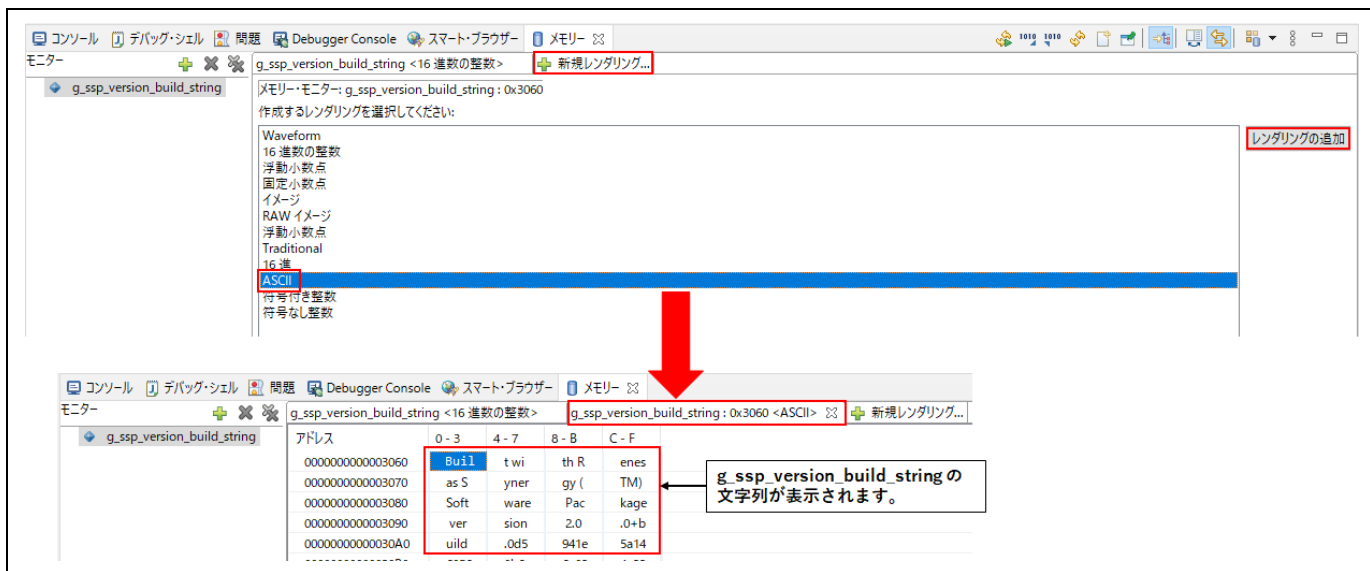 コンソール デバッグ・シェル 問題 Debugger Console スマート・ブラウザー メモリー
モニター g_ssp_version_build_string <16 進数の整数> 新規レンダリング...
g_ssp_version_build_string メモリー・モニター: g_ssp_version_build_string : 0x3060
作成するレンダリングを選択してください:
Waveform
レンダリングの追加
16 進数の整数
浮動小数点
固定小数点
イメージ
RAW イメージ
浮動小数点
Traditional
16 進
ASCII
符号付き整数
符号なし整数
コンソール デバッグ・シェル 問題 Debugger Console スマート・ブラウザー メモリー
モニター g_ssp_version_build_string <16 進数の整数> g_ssp_version_build_string : 0x3060 <ASCII> 新規レンダリング...
g_ssp_version_build_string アドレス 0 - 3 4 - 7 8 - B C - F
0000000000003060 Buil t wi th R enes
0000000000003070 as S yner gy ( TM)
0000000000003080 Soft ware Pac kage
0000000000003090 ver sion 2.0 .0+b
00000000000030A0 uild .0d5 941e 5a14
g_ssp_version_build_string の
文字列が表示されます。